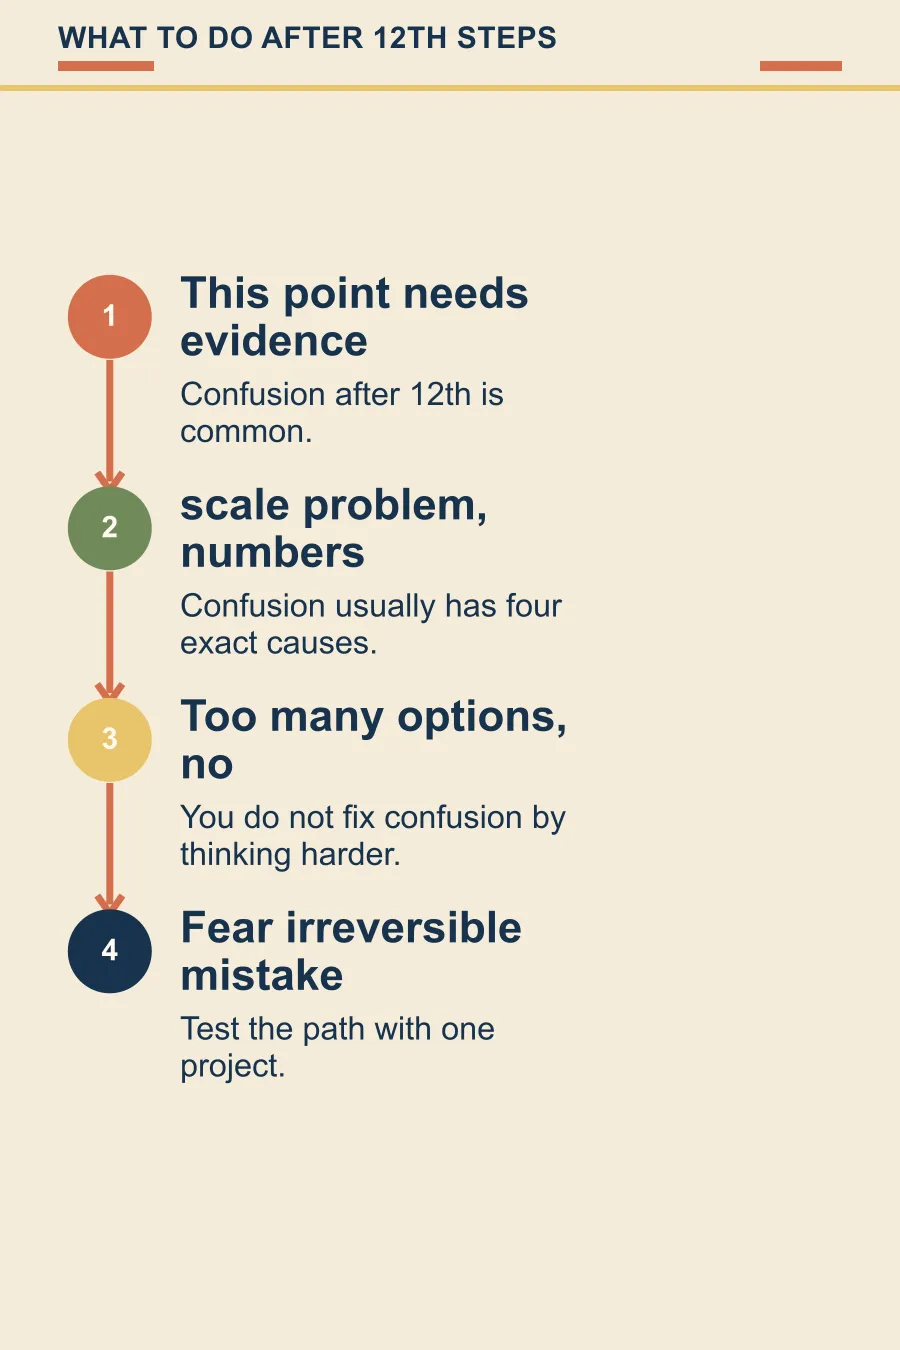 WHAT TO DO AFTER 12TH STEPS
1
This point needs
evidence
Confusion after 12th is
common.
2
scale problem,
numbers
Confusion usually has four
exact causes.
3
Too many options,
no
You do not fix confusion by
thinking harder.
4
Fear irreversible
mistake
Test the path with one
project.